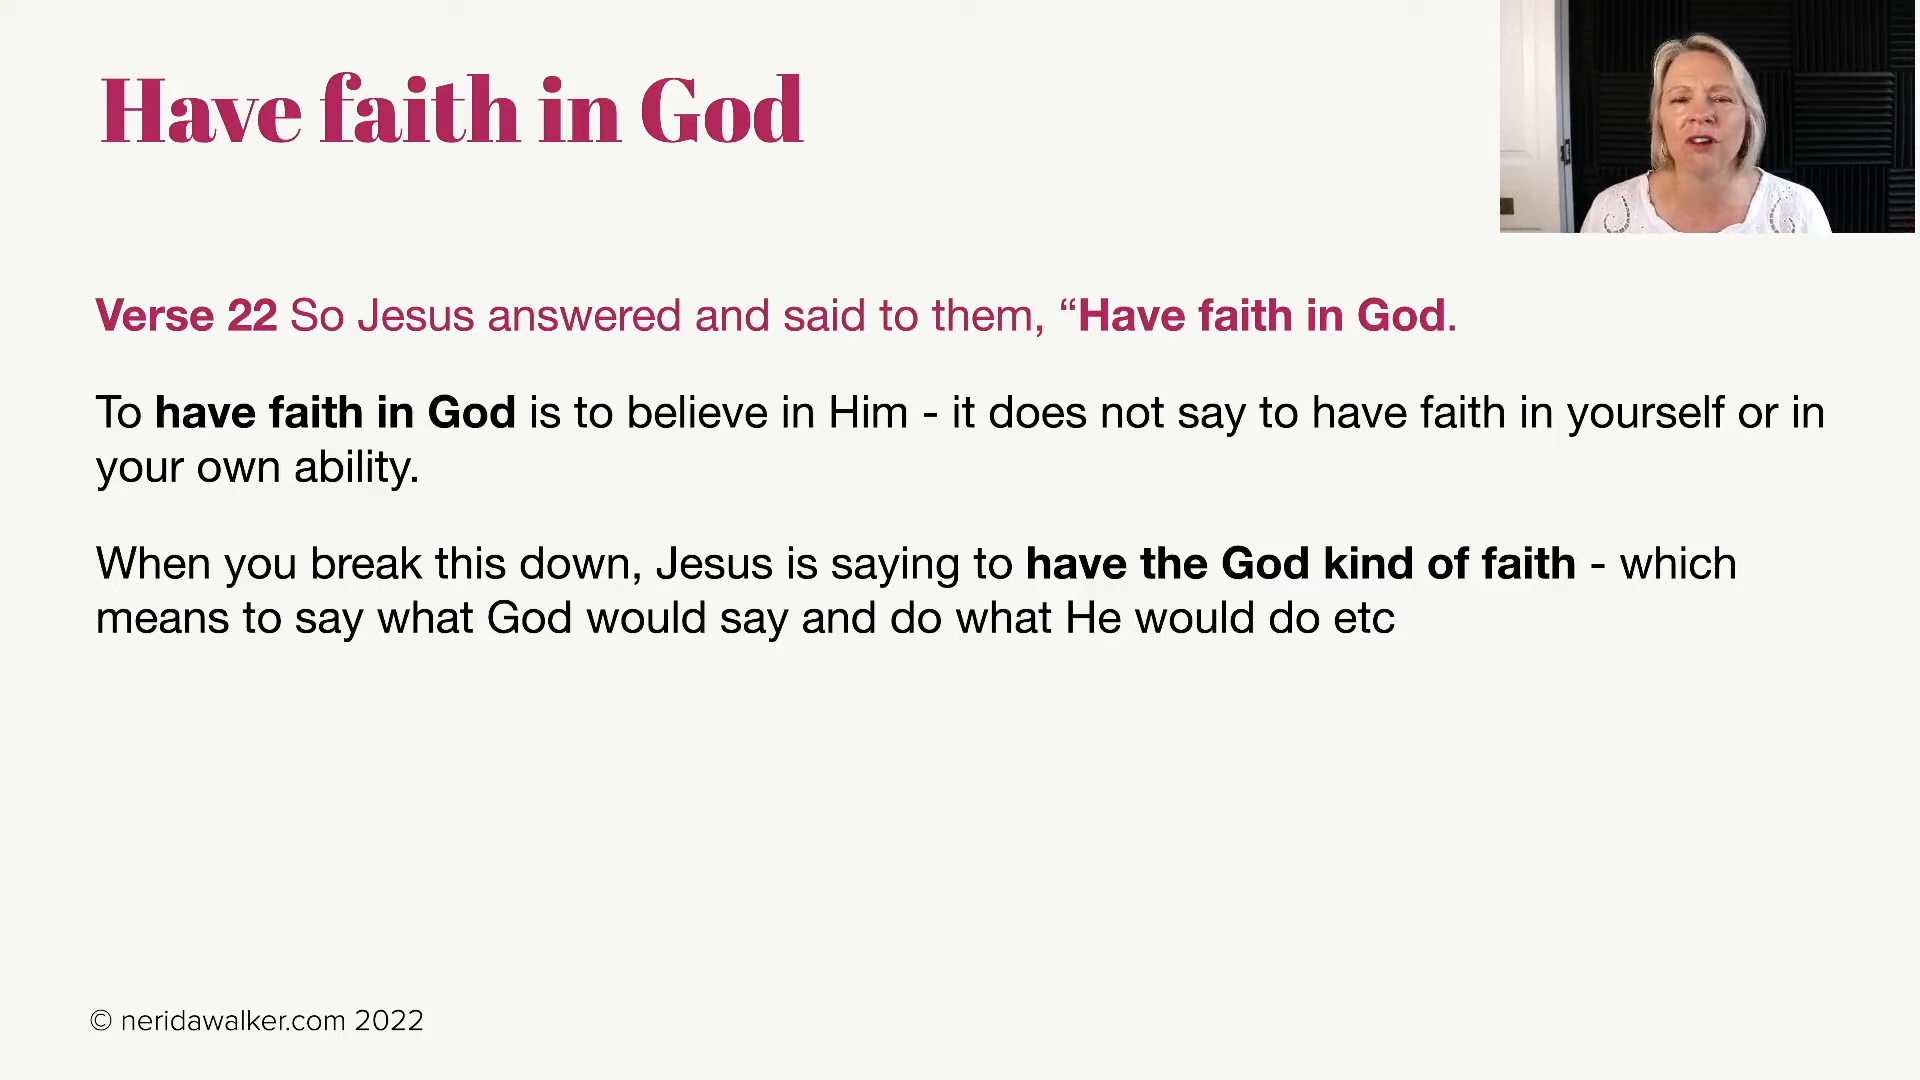 Have faith in God
Verse 22 So Jesus answered and said to them, “Have faith in God.
To have faith in God is to believe in Him - it does not say to have faith in yourself or in
your own ability.
When you break this down, Jesus is saying to have the God kind of faith - which
means to say what God would say and do what He would do etc
© neridawalker.com 2022